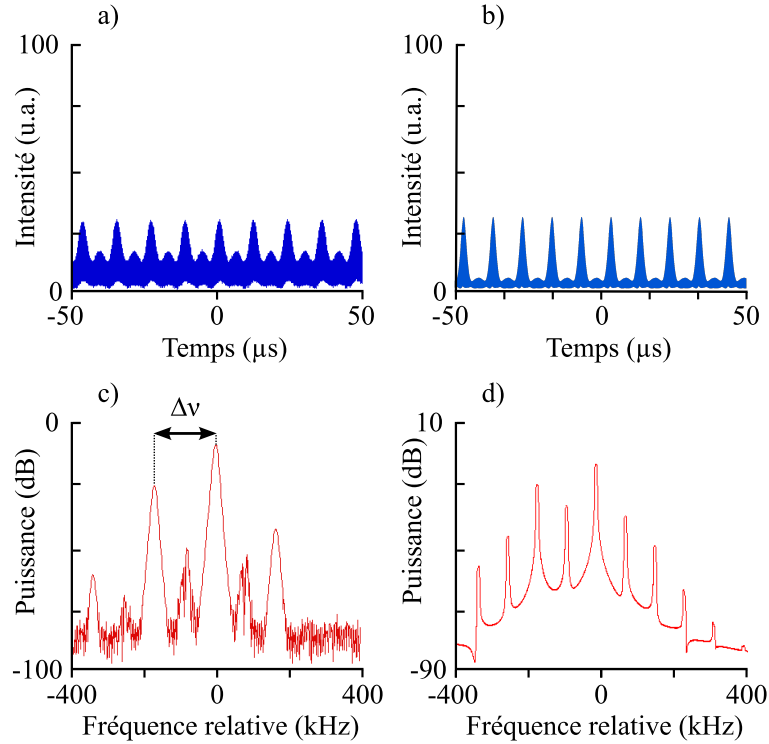 a)
100
Intensité (u.a.)
0
-50
0
50
Temps (µs)
b)
100
Intensité (u.a.)
0
-50
0
50
Temps (µs)
c)
0
Δν
Puissance (dB)
-100
-400
0
400
Fréquence relative (kHz)
d)
10
Puissance (dB)
-90
-400
0
400
Fréquence relative (kHz)